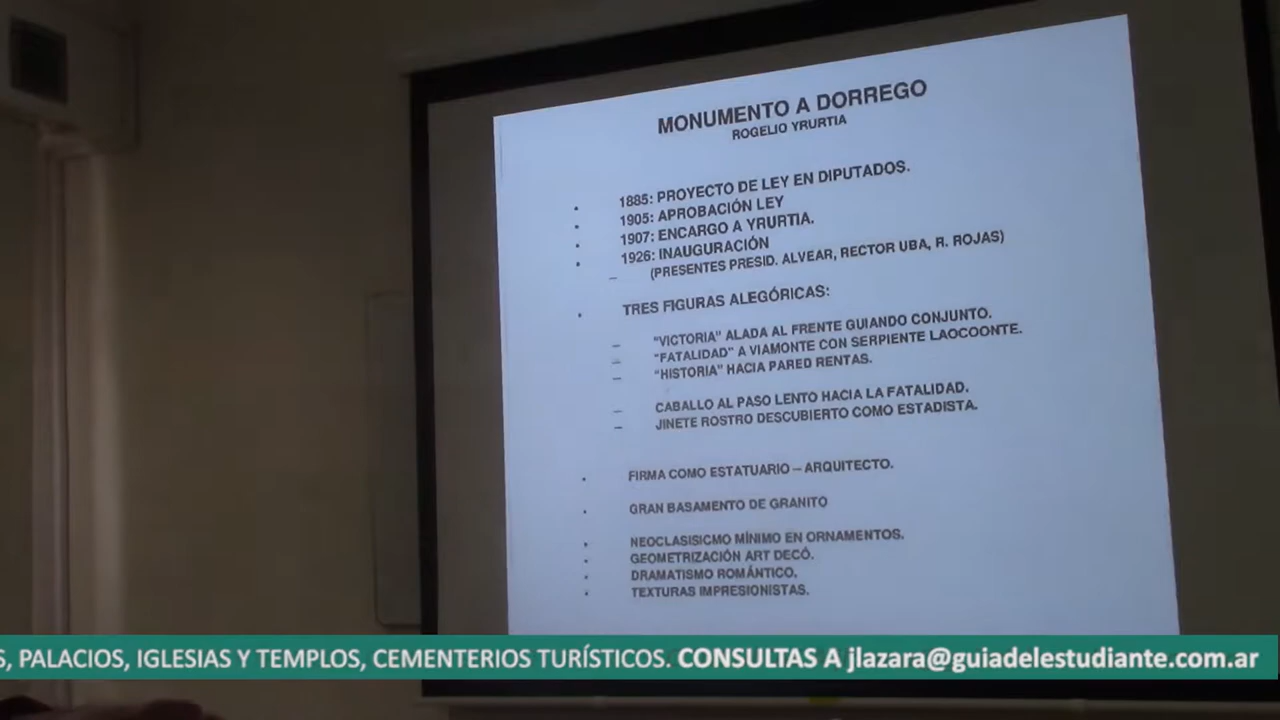 MONUMENTO A DORREGO
ROGELIO YRURTIA
• 1885: PROYECTO DE LEY EN DIPUTADOS.
• 1905: APROBACIÓN LEY
• 1907: ENCARGO A YRURTIA.
• 1926: INAUGURACIÓN
– (PRESENTES PRESID. ALVEAR, RECTOR UBA, R. ROJAS)
• TRES FIGURAS ALEGÓRICAS:
– "VICTORIA" ALADA AL FRENTE GUIANDO CONJUNTO.
– "FATALIDAD" A VIAMONTE CON SERPIENTE LAOCOONTE.
– "HISTORIA" HACIA PARED RENTAS.
– CABALLO AL PASO LENTO HACIA LA FATALIDAD.
– JINETE ROSTRO DESCUBIERTO COMO ESTADISTA.
• FIRMA COMO ESTATUARIO – ARQUITECTO.
• GRAN BASAMENTO DE GRANITO
• NEOCLASISICMO MÍNIMO EN ORNAMENTOS.
• GEOMETRIZACIÓN ART DECÓ.
• DRAMATISMO ROMÁNTICO.
• TEXTURAS IMPRESIONISTAS.
S, PALACIOS, IGLESIAS Y TEMPLOS, CEMENTERIOS TURÍSTICOS. CONSULTAS A jlazara@guiadelestudiante.com.ar